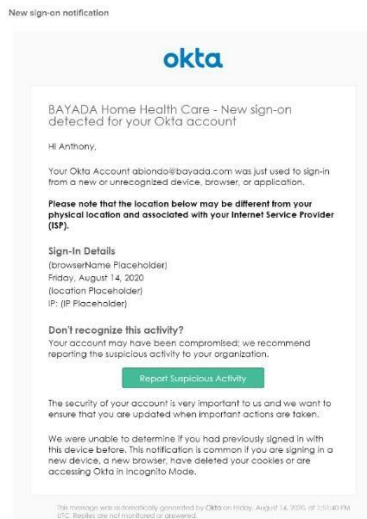 New sign-on notification
okta
BAYADA Home Health Care - New sign-on
detected for your Okta account
Hi Anthony,
Your Okta Account abiondo@bayada.com was just used to sign-in
from a new or unrecognized device, browser, or application.
Please note that the location below may be different from your
physical location and associated with your Internet Service Provider
(ISP).
Sign-In Details
(browserName Placeholder)
Friday, August 14, 2020
(location Placeholder)
IP: (IP Placeholder)
Don't recognize this activity?
Your account may have been compromised; we recommend
reporting the suspicious activity to your organization.
Report Suspicious Activity
The security of your account is very important to us and we want to
ensure that you are updated when important actions are taken.
We were unable to determine if you had previously signed in with
this device before. This notification is common if you are signing in a
new device, a new browser, have deleted your cookies or are
accessing Okta in Incognito Mode.
This message was automatically generated by Okta on Friday, August 14, 2020, at 1:51:40 PM
UTC. Replies are not monitored or answered.